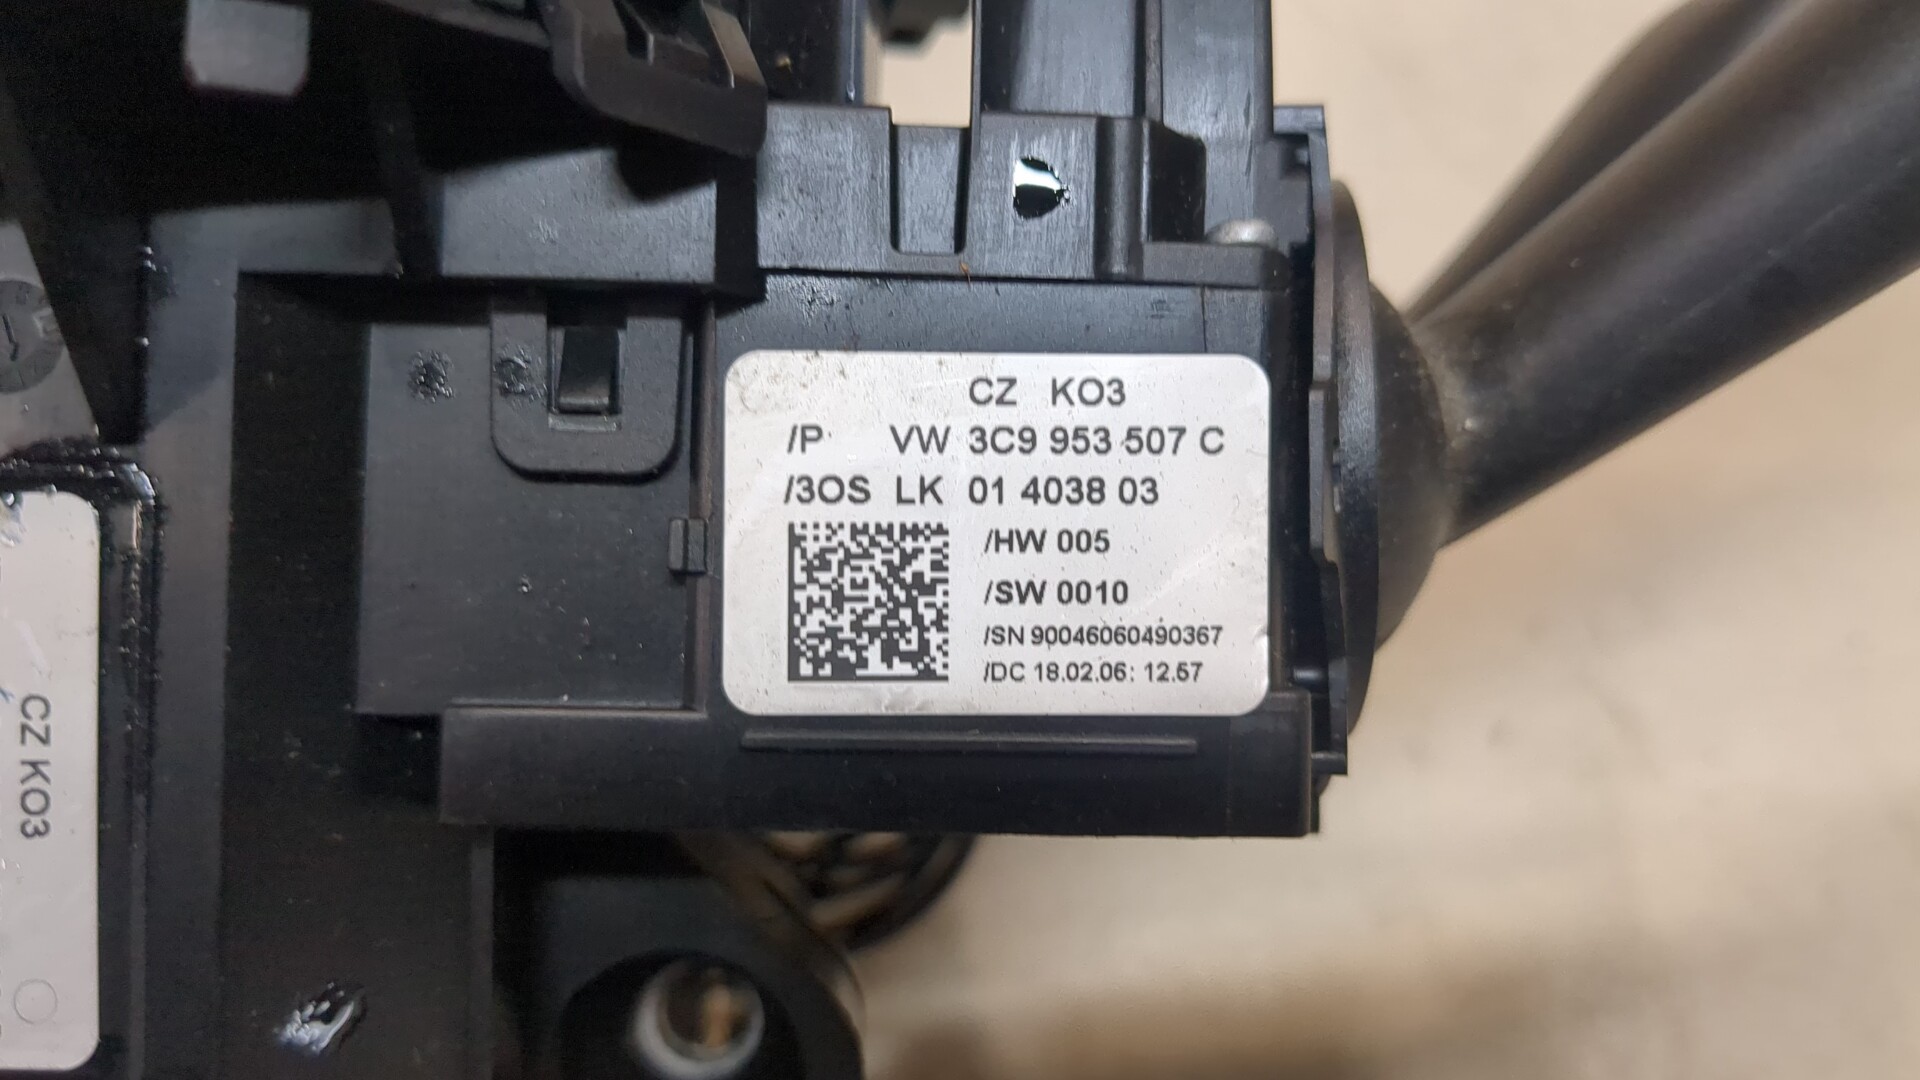 CZ KO3
/P VW 3C9 953 507 C
/3OS LK 01 4038 03
/HW 005
/SW 0010
/SN 90046060490367
/DC 18.02.06: 12.57
CZ KO3